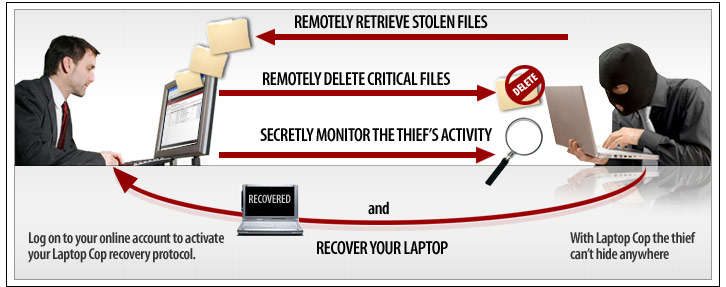 REMOTELY RETRIEVE STOLEN FILES
REMOTELY DELETE CRITICAL FILES
DELETE
SECRETLY MONITOR THE THIEF'S ACTIVITY
RECOVERED
and
RECOVER YOUR LAPTOP
Log on to your online account to activate
your Laptop Cop recovery protocol.
With Laptop Cop the thief
can't hide anywhere